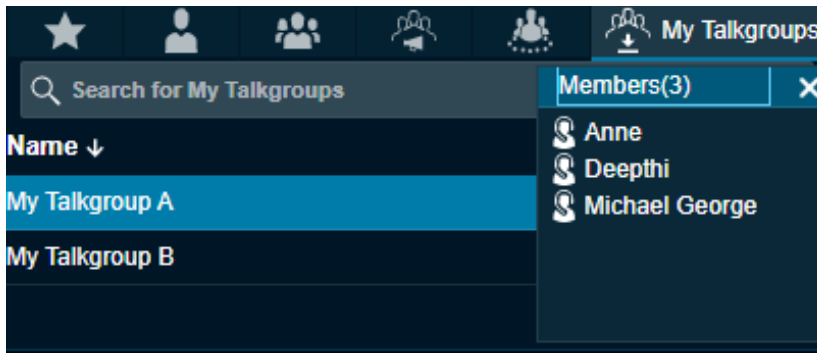 My Talkgroups
Search for My Talkgroups
Members(3)
Name
Anne
Deepthi
My Talkgroup A
Michael George
My Talkgroup B